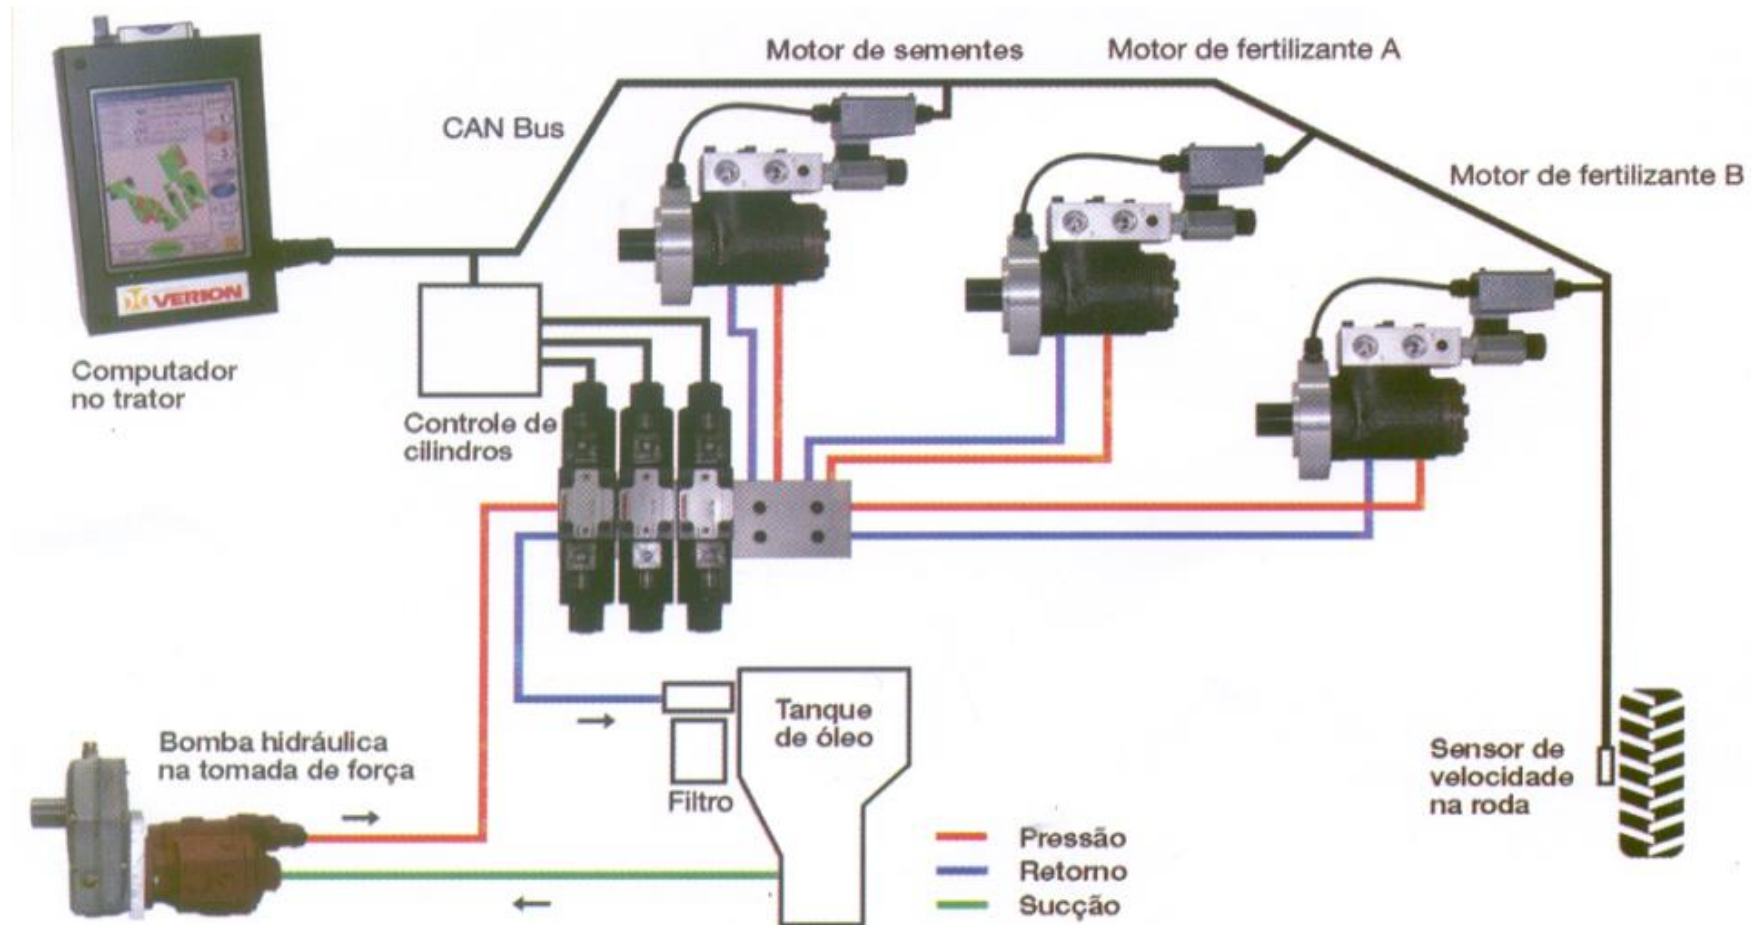 Motor de sementes
Motor de fertilizante A
CAN Bus
Motor de fertilizante B
VERION
Computador
no trator
Controle de
cilindros
Bomba hidráulica
na tomada de força
Tanque
de óleo
Filtro
Sensor de
velocidade
na roda
Pressão
Retorno
Sucção